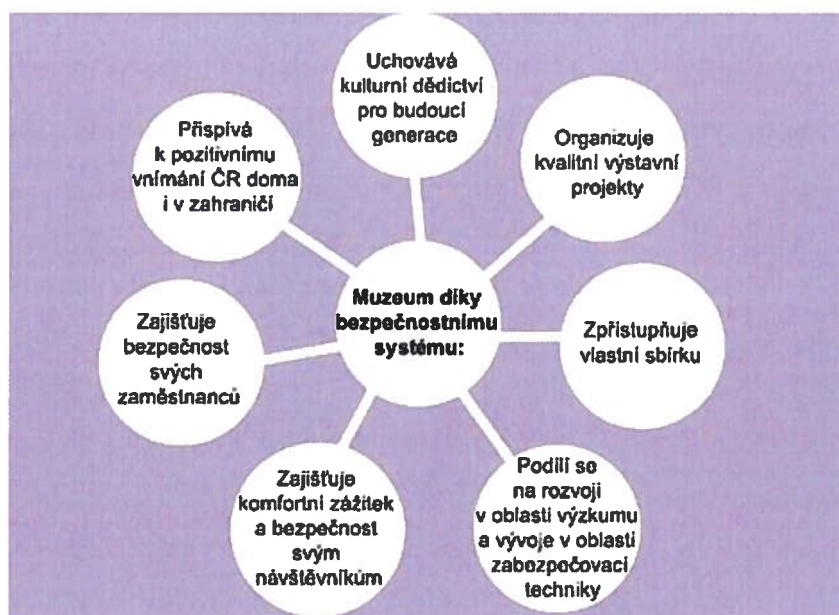 Uchovává
kulturní dědictví
pro budoucí
generace
Organizuje
kvalitní výstavní
projekty
Zpřístupňuje
vlastní sbírku
Podílí se
na rozvoji
v oblasti výzkumu
a vývoje v oblasti
zabezpečovací
techniky
Zajišťuje
komfortní zážitek
a bezpečnost
svým
návštěvníkům
Zajišťuje
bezpečnost
svých
zaměstnanců
Přispívá
k pozitivnímu
vnímání ČR doma
i v zahraničí
Muzeum díky
bezpečnostnímu
systému: